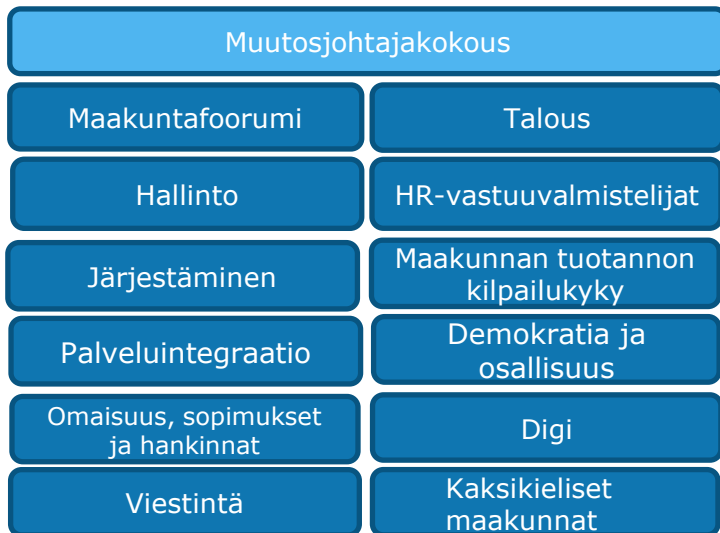 Muutosjohtajakokous
Maakuntafoorumi
Talous
Hallinto
HR-vastuuvalmistelijat
Järjestäminen
Maakunnan tuotannon
kilpailukyky
Palveluintegraatio
Demokratia ja
osallisuus
Omaisuus, sopimukset
ja hankinnat
Digi
Viestintä
Kaksikieliset
maakunnat